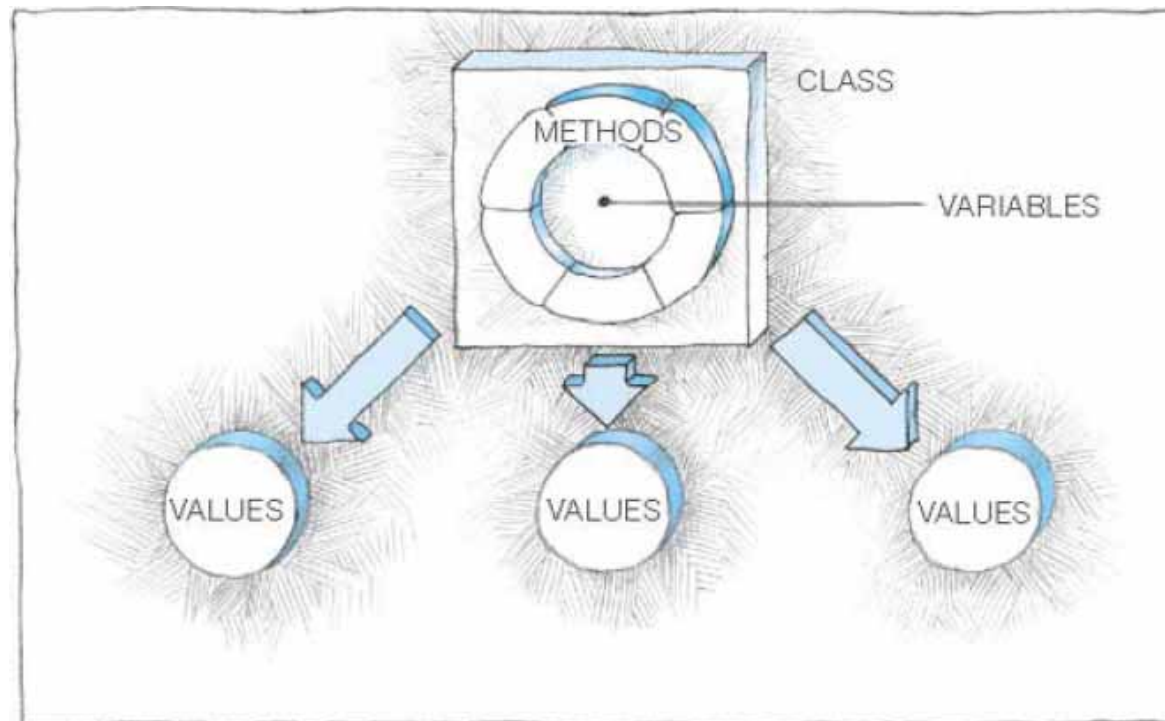 CLASS
METHODS
VARIABLES
VALUES
VALUES
VALUES